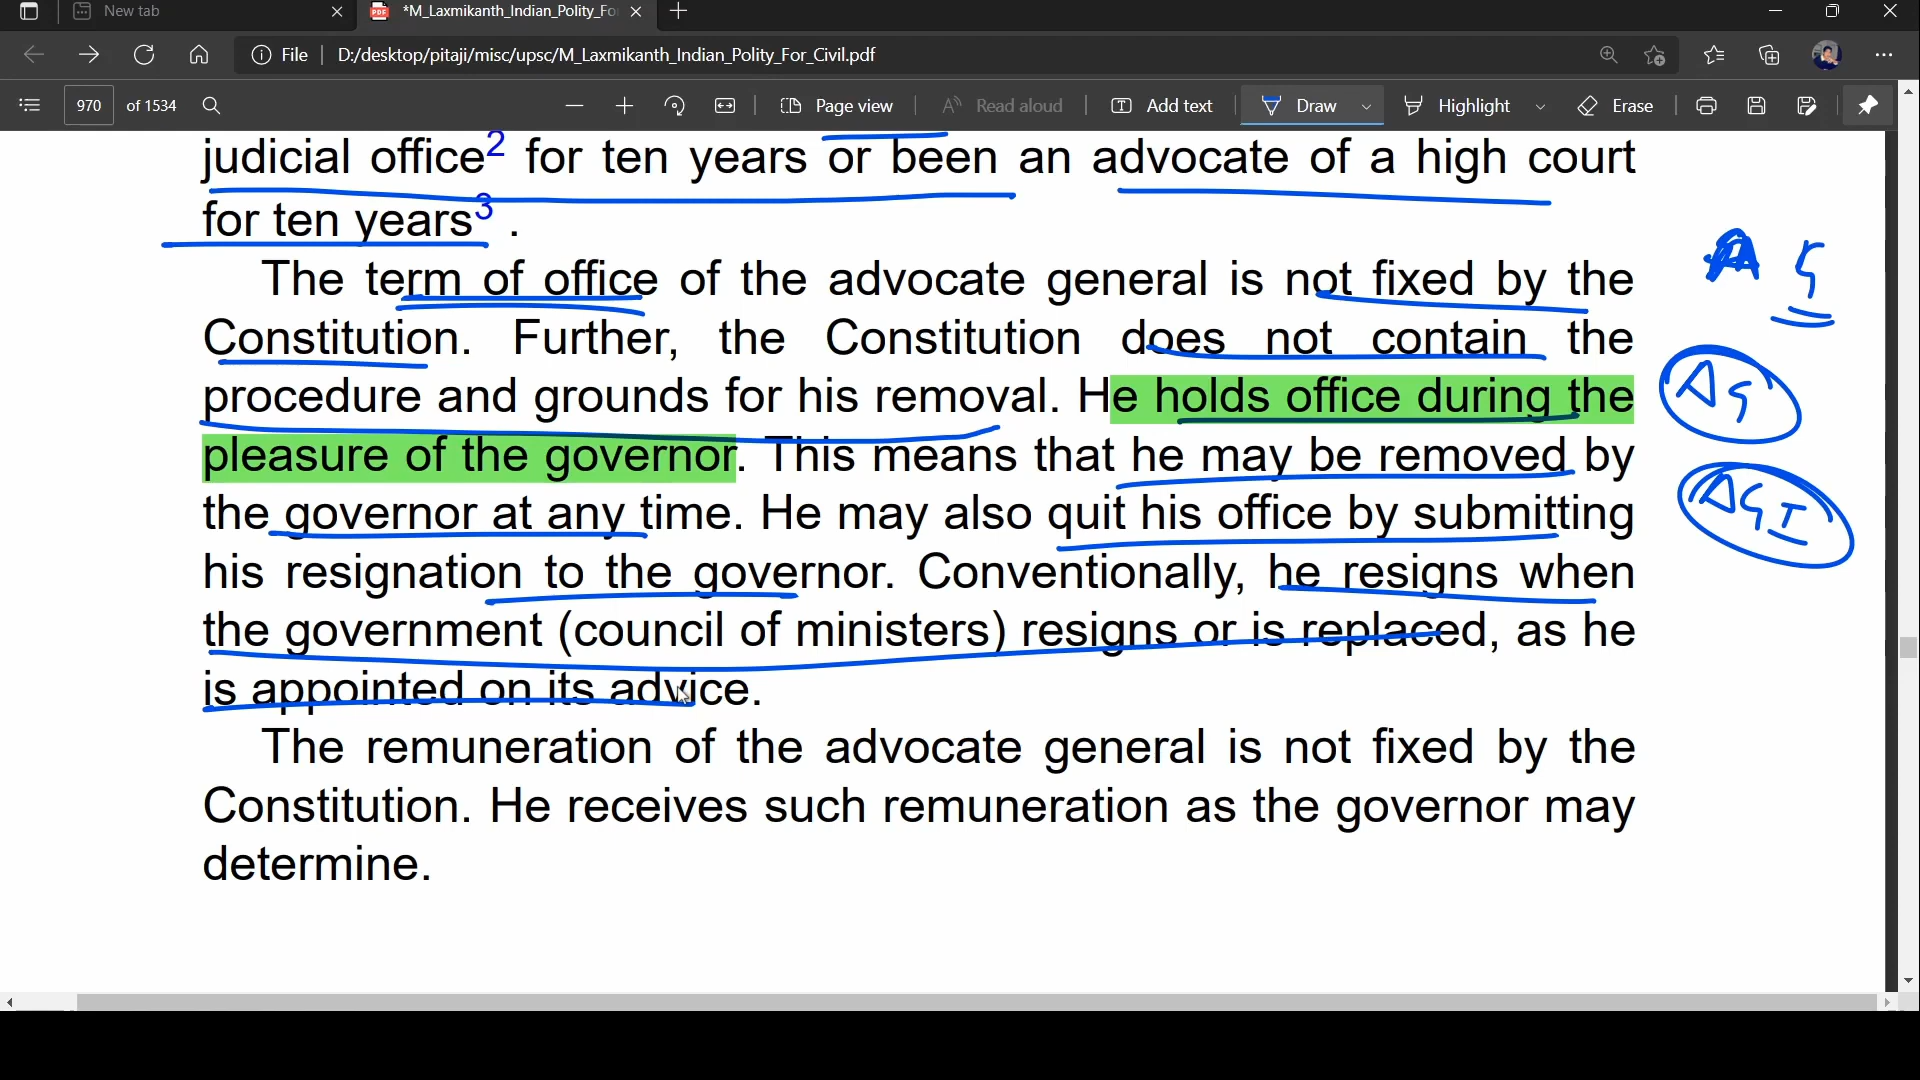 New tab
*M_Laxmikanth_Indian_Polity_Fo
File
D:/desktop/pitaji/misc/upsc/M_Laxmikanth_Indian_Polity_For_Civil.pdf
970 of 1534
Page view
Read aloud
Add text
Draw
Highlight
Erase
judicial office2 for ten years or been an advocate of a high court
for ten years3 .
The term of office of the advocate general is not fixed by the
Constitution. Further, the Constitution does not contain the
procedure and grounds for his removal. He holds office during the
pleasure of the governor. This means that he may be removed by
the governor at any time. He may also quit his office by submitting
his resignation to the governor. Conventionally, he resigns when
the government (council of ministers) resigns or is replaced, as he
is appointed on its advice.
The remuneration of the advocate general is not fixed by the
Constitution. He receives such remuneration as the governor may
determine.
G
AG
AGI